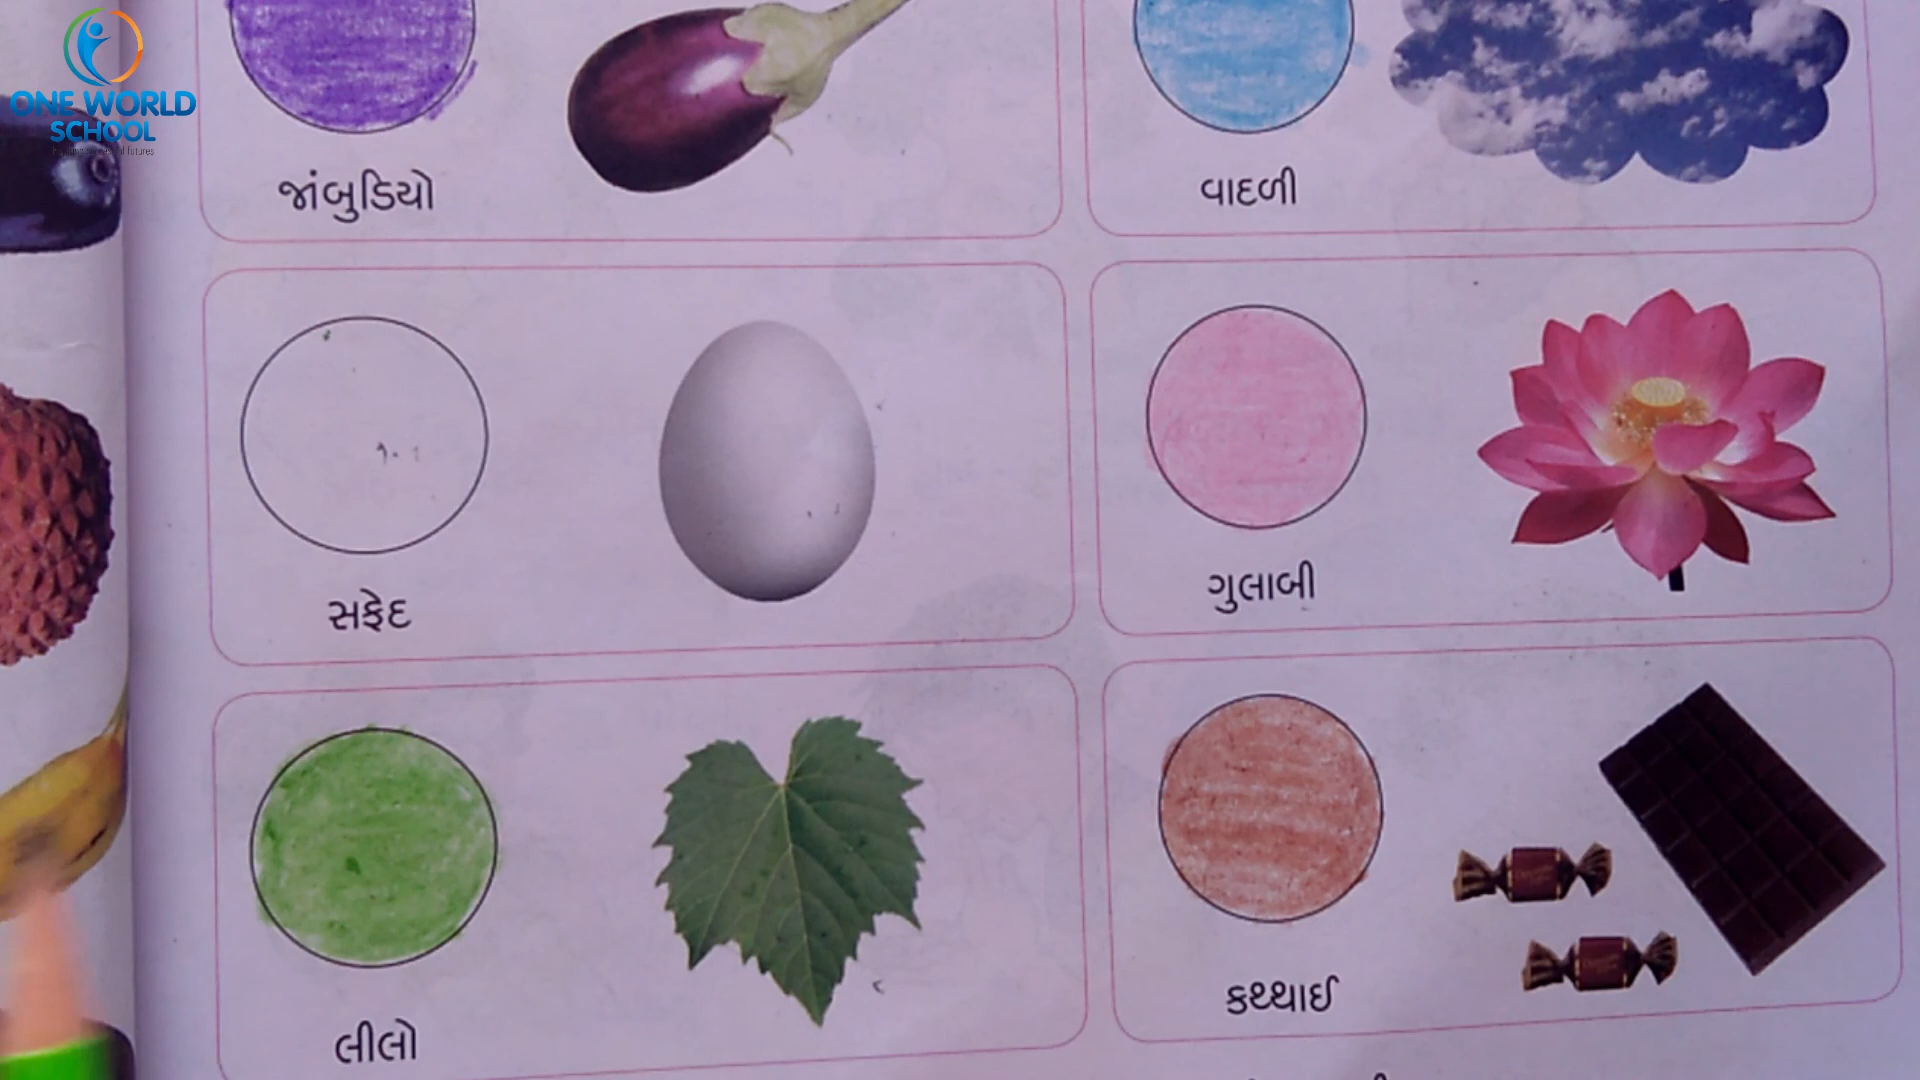 ONE WORLD
SCHOOL
જાંબુડિયો
વાદળી
સફેદ
ગુલાબી
લીલો
કથ્થાઈ